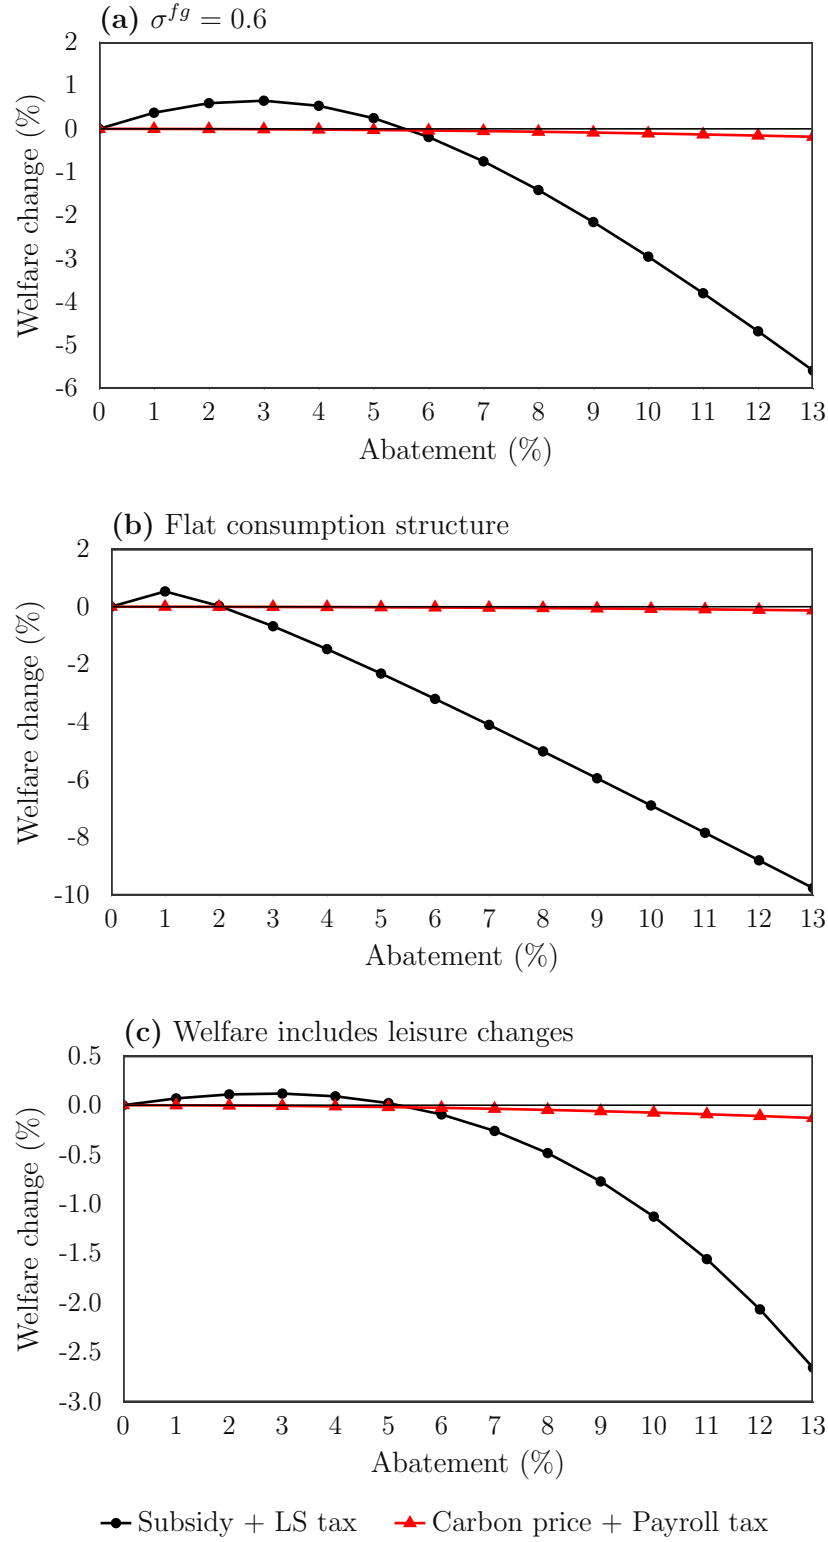 (a) σ^{fg} = 0.6
Welfare change (%)
2
1
0
-1
-2
-3
-4
-5
-6
0 1 2 3 4 5 6 7 8 9 10 11 12 13
Abatement (%)
(b) Flat consumption structure
Welfare change (%)
2
0
-2
-4
-6
-8
-10
0 1 2 3 4 5 6 7 8 9 10 11 12 13
Abatement (%)
(c) Welfare includes leisure changes
Welfare change (%)
0.5
0.0
-0.5
-1.0
-1.5
-2.0
-2.5
-3.0
0 1 2 3 4 5 6 7 8 9 10 11 12 13
Abatement (%)
Subsidy + LS tax Carbon price + Payroll tax